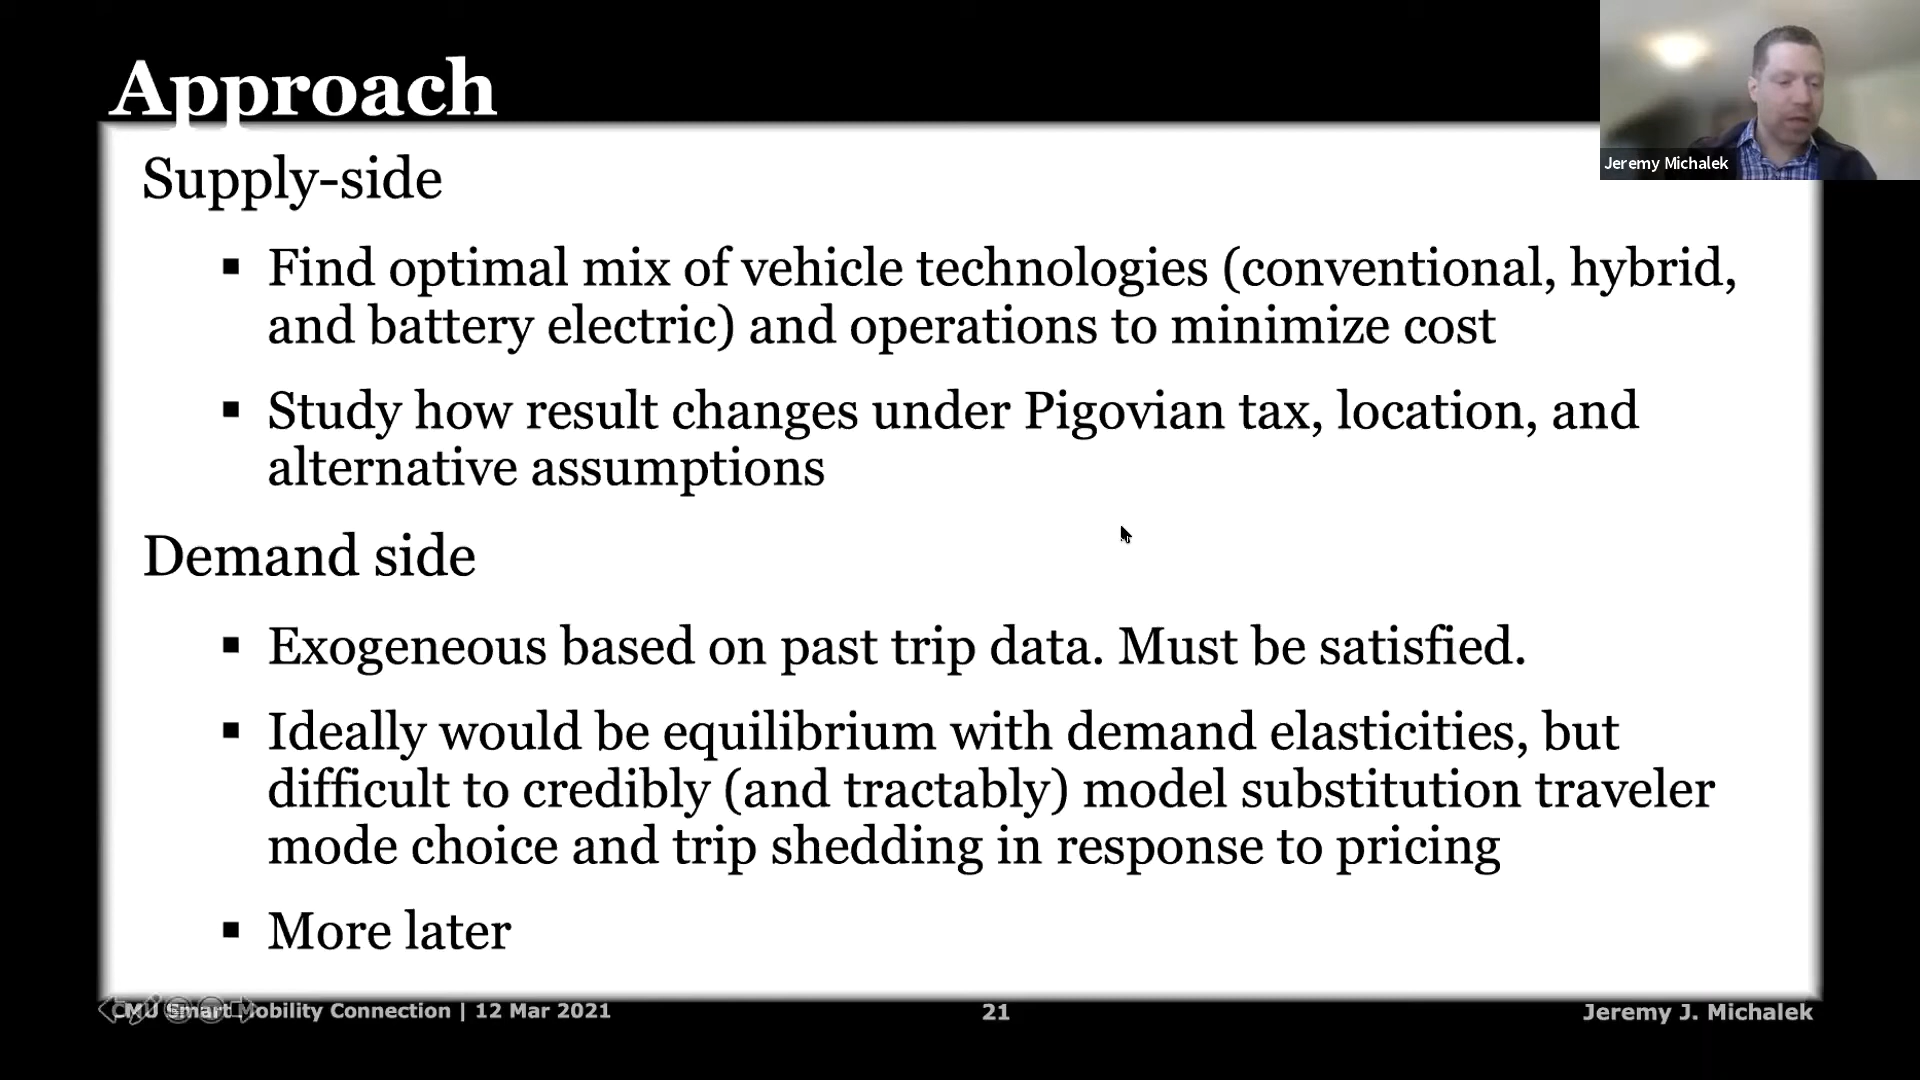 Approach
Jeremy Michalek
Supply-side
▪ Find optimal mix of vehicle technologies (conventional, hybrid,
and battery electric) and operations to minimize cost
▪ Study how result changes under Pigovian tax, location, and
alternative assumptions
Demand side
▪ Exogeneous based on past trip data. Must be satisfied.
▪ Ideally would be equilibrium with demand elasticities, but
difficult to credibly (and tractably) model substitution traveler
mode choice and trip shedding in response to pricing
▪ More later
CMU Smart Mobility Connection | 12 Mar 2021
21
Jeremy J. Michalek